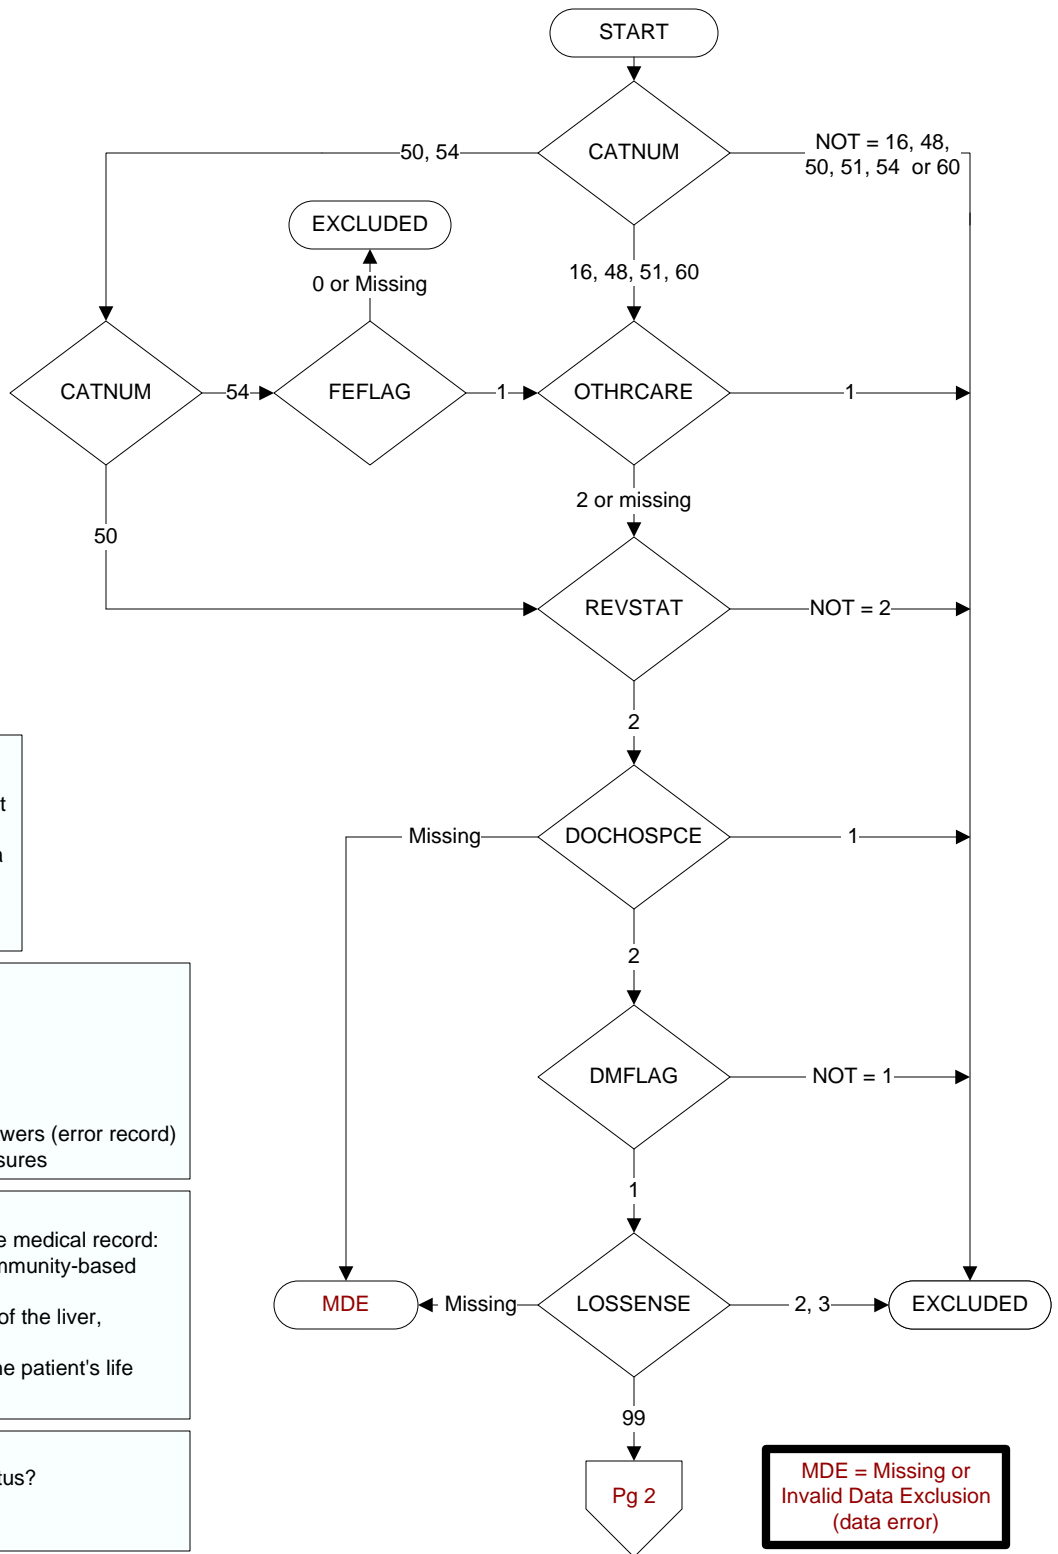 START
CATNUM
50, 54
NOT = 16, 48,
50, 51, 54 or 60
EXCLUDED
0 or Missing
16, 48, 51, 60
CATNUM
54
FEFLAG
1
OTHRCARE
1
2 or missing
50
REVSTAT
NOT = 2
2
t
a
Missing
DOCHOSPCE
1
2
DMFLAG
NOT = 1
wers (error record)
sures
1
e medical record:
mmunity-based
of the liver,
ne patient's life
MDE
Missing
LOSSENSE
2, 3
EXCLUDED
99
tus?
Pg 2
MDE = Missing or
Invalid Data Exclusion
(data error)